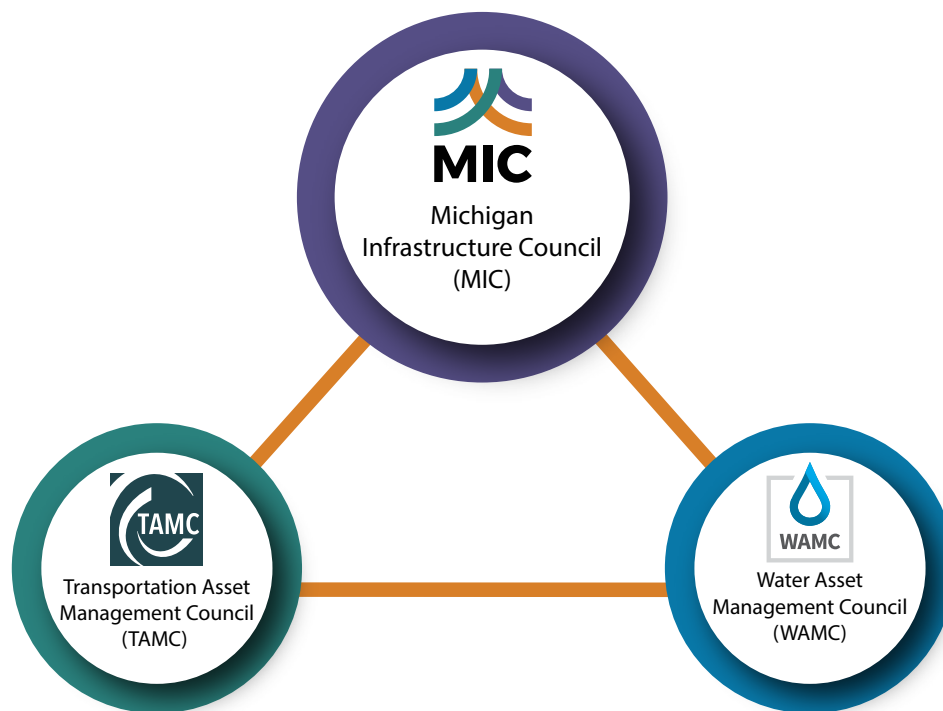 MIC
Michigan
Infrastructure Council
(MIC)
TAMC
Transportation Asset
Management Council
(TAMC)
WAMC
Water Asset
Management Council
(WAMC)